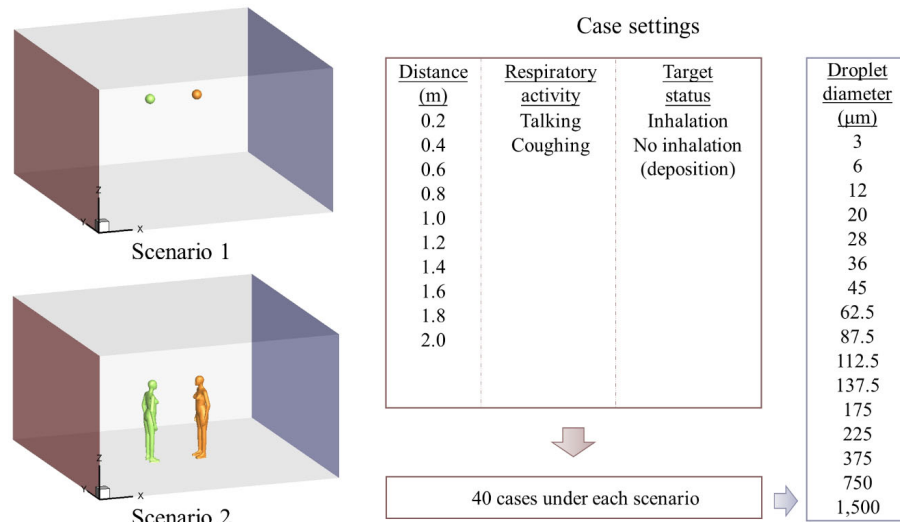 Case settings
Z
Y
X
Scenario 1
Z
Y
X
Scenario 2
Distance
(m)
0.2
0.4
0.6
0.8
1.0
1.2
1.4
1.6
1.8
2.0
Respiratory
activity
Talking
Coughing
Target
status
Inhalation
No inhalation
(deposition)
40 cases under each scenario
Droplet
diameter
(μm)
3
6
12
20
28
36
45
62.5
87.5
112.5
137.5
175
225
375
750
1,500